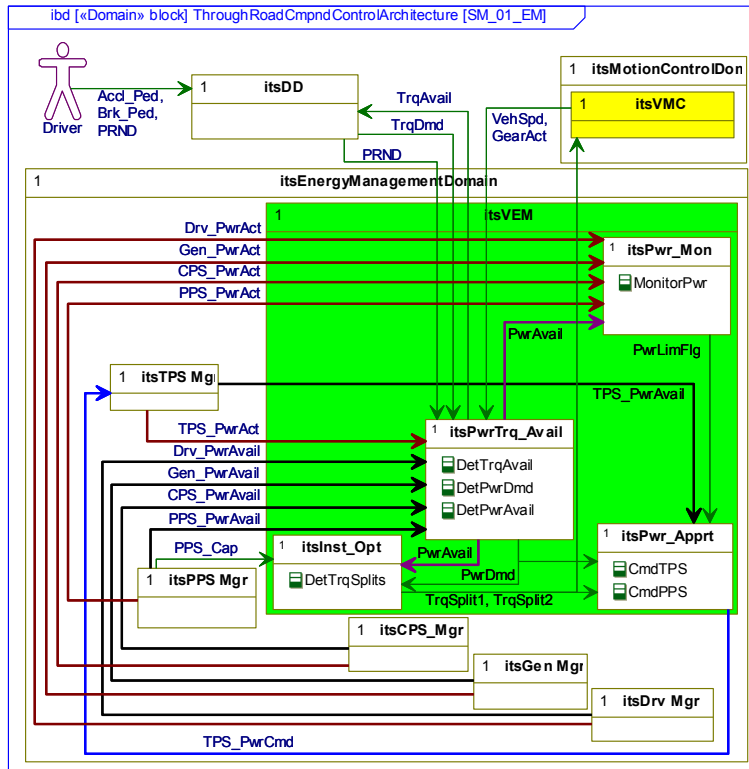 ibd [«Domain» block] ThroughRoadCmpndControlArchitecture [SM_01_EM]
Driver
Accl_Ped,
Brk_Ped,
PRND
1 itsDD
TrqAvail
TrqDmd
PRND
VehSpd,
GearAct
1 itsMotionControlDon
1 itsVMC
1 itsEnergyManagementDomain
1 itsVEM
Drv_PwrAct
Gen_PwrAct
CPS_PwrAct
PPS_PwrAct
1 itsPwr_Mon
MonitorPwr
PwrAvail
PwrLimFlg
1 itsTPS Mgr
TPS_PwrAvail
TPS_PwrAct
Drv_PwrAvail
Gen_PwrAvail
CPS_PwrAvail
PPS_PwrAvail
1 itsPwrTrq_Avail
DetTrqAvail
DetPwrDmd
DetPwrAvail
PPS_Cap
1 itsInst_Opt
DetTrqSplits
PwrAvail
PwrDmd
TrqSplit1, TrqSplit2
1 itsPwr_Apprt
CmdTPS
CmdPPS
1 itsPPS Mgr
1 itsCPS_Mgr
1 itsGen Mgr
1 itsDrv Mgr
TPS_PwrCmd